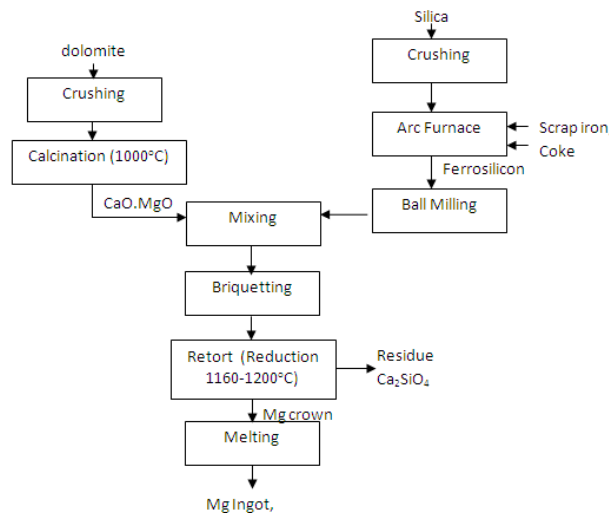 Silica
dolomite
Crushing
Crushing
Arc Furnace
Scrap iron
Coke
Calcination (1000°C)
Ferrosilicon
CaO.MgO
Ball Milling
Mixing
Briquetting
Retort (Reduction
1160-1200°C)
Residue
Ca₂SiO₄
Mg crown
Melting
Mg Ingot,